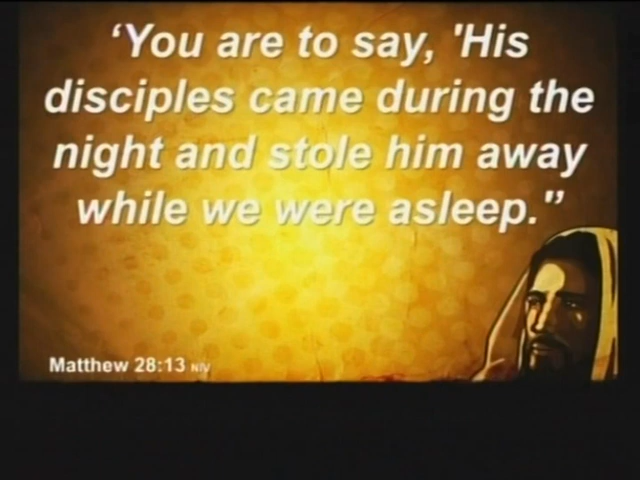 ‘You are to say, 'His
disciples came during the
night and stole him away
while we were asleep.''
Matthew 28:13 NIV